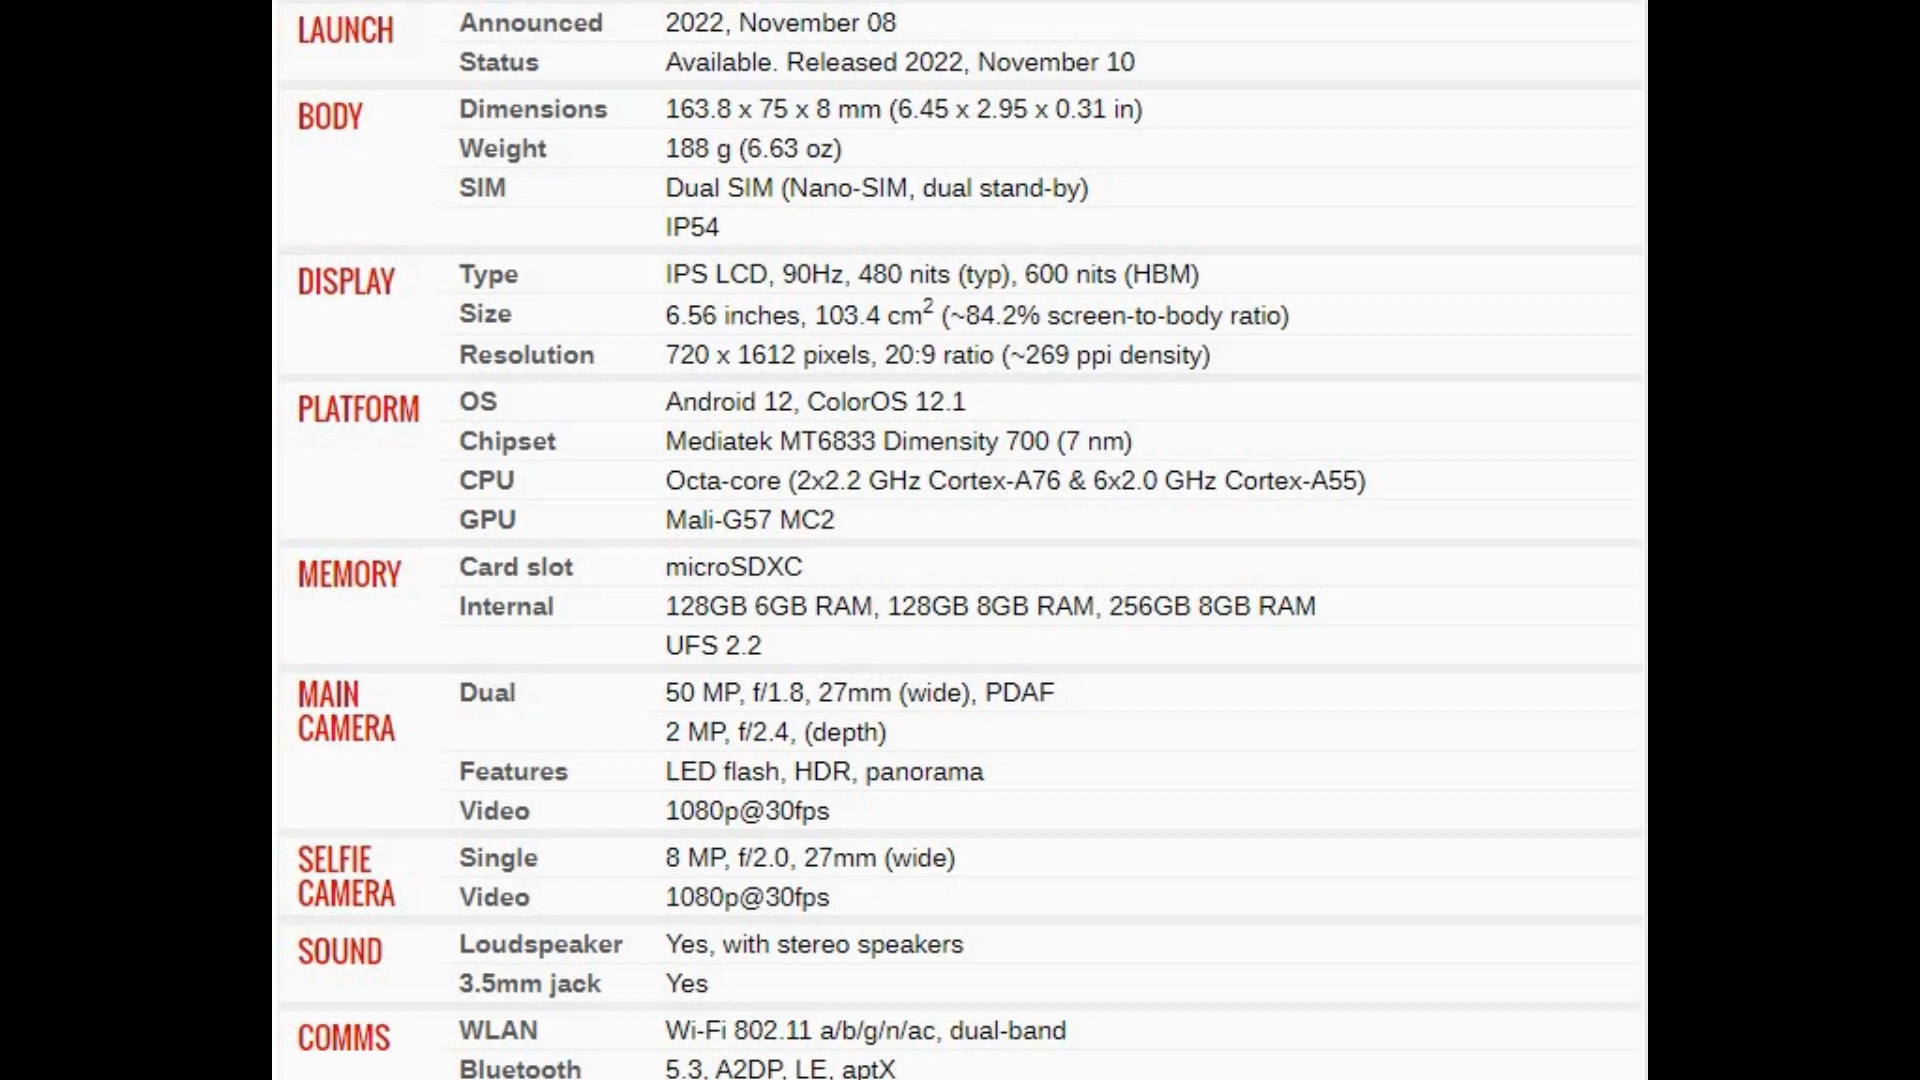 LAUNCH Announced 2022, November 08
Status Available. Released 2022, November 10
BODY Dimensions 163.8 x 75 x 8 mm (6.45 x 2.95 x 0.31 in)
Weight 188 g (6.63 oz)
SIM Dual SIM (Nano-SIM, dual stand-by)
IP54
DISPLAY Type IPS LCD, 90Hz, 480 nits (typ), 600 nits (HBM)
Size 6.56 inches, 103.4 cm² (~84.2% screen-to-body ratio)
Resolution 720 x 1612 pixels, 20:9 ratio (~269 ppi density)
PLATFORM OS Android 12, ColorOS 12.1
Chipset Mediatek MT6833 Dimensity 700 (7 nm)
CPU Octa-core (2x2.2 GHz Cortex-A76 & 6x2.0 GHz Cortex-A55)
GPU Mali-G57 MC2
MEMORY Card slot microSDXC
Internal 128GB 6GB RAM, 128GB 8GB RAM, 256GB 8GB RAM
UFS 2.2
MAIN CAMERA Dual 50 MP, f/1.8, 27mm (wide), PDAF
2 MP, f/2.4, (depth)
Features LED flash, HDR, panorama
Video 1080p@30fps
SELFIE CAMERA Single 8 MP, f/2.0, 27mm (wide)
Video 1080p@30fps
SOUND Loudspeaker Yes, with stereo speakers
3.5mm jack Yes
COMMS WLAN Wi-Fi 802.11 a/b/g/n/ac, dual-band
Bluetooth 5.3, A2DP, LE, aptX